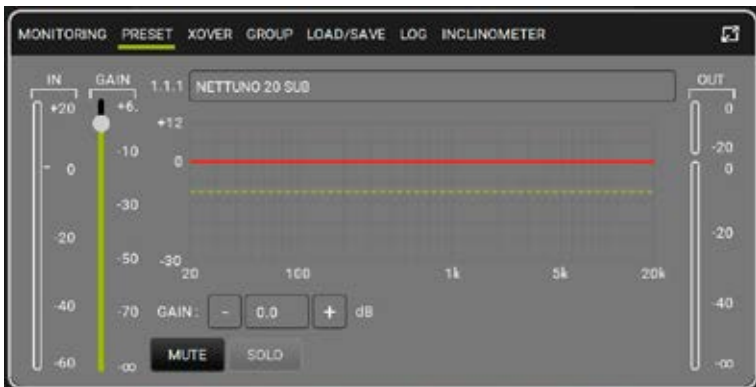 MONITORING PRESET XOVER GROUP LOAD/SAVE LOG INCLINOMETER
IN GAIN 1.1.1 NETTUNO 20 SUB OUT
+20 +6. +12 0
-10 -20
0 0 0
-30
-20 -20
-50 -30
20 100 1k 5k 20k
-40 -70 GAIN: - 0.0 + dB -40
MUTE SOLO
-60 -∞ -∞